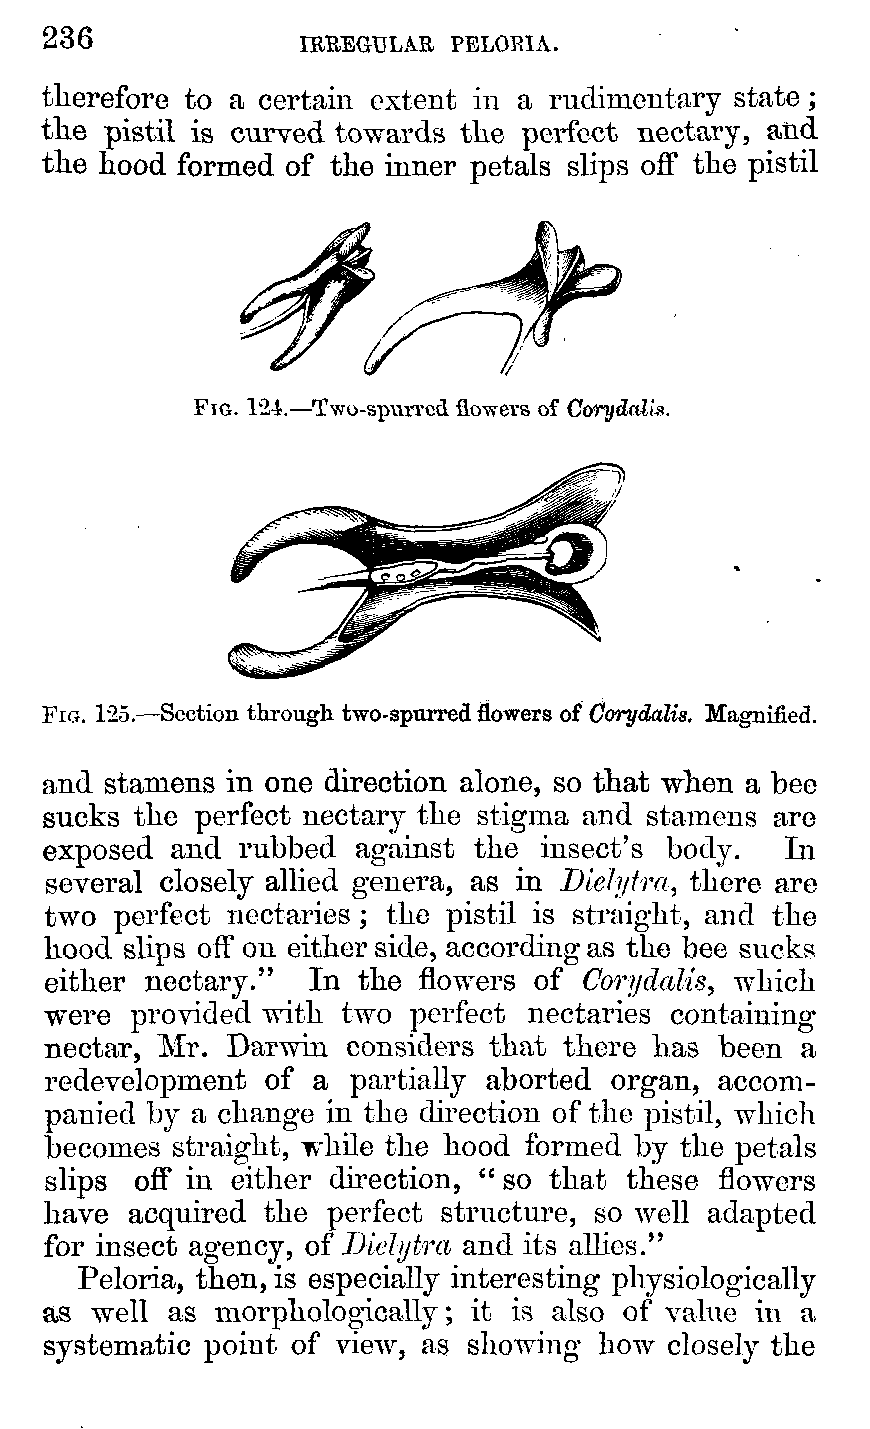 236
IRREGULAR PELORIA.
therefore to a certain extent in a rudimentary state;
the pistil is curved towards the perfect nectary, and
the hood formed of the inner petals slips off the pistil
FIG. 124.—Two-spurred flowers of Corydalis.
FIG. 125.—Section through two-spurred flowers of Corydalis. Magnified.
and stamens in one direction alone, so that when a bee
sucks the perfect nectary the stigma and stamens are
exposed and rubbed against the insect's body. In
several closely allied genera, as in Dielytra, there are
two perfect nectaries; the pistil is straight, and the
hood slips off on either side, according as the bee sucks
either nectary." In the flowers of Corydalis, which
were provided with two perfect nectaries containing
nectar, Mr. Darwin considers that there has been a
redevelopment of a partially aborted organ, accom-
panied by a change in the direction of the pistil, which
becomes straight, while the hood formed by the petals
slips off in either direction, "so that these flowers
have acquired the perfect structure, so well adapted
for insect agency, of Dielytra and its allies."
Peloria, then, is especially interesting physiologically
as well as morphologically; it is also of value in a
systematic point of view, as showing how closely the